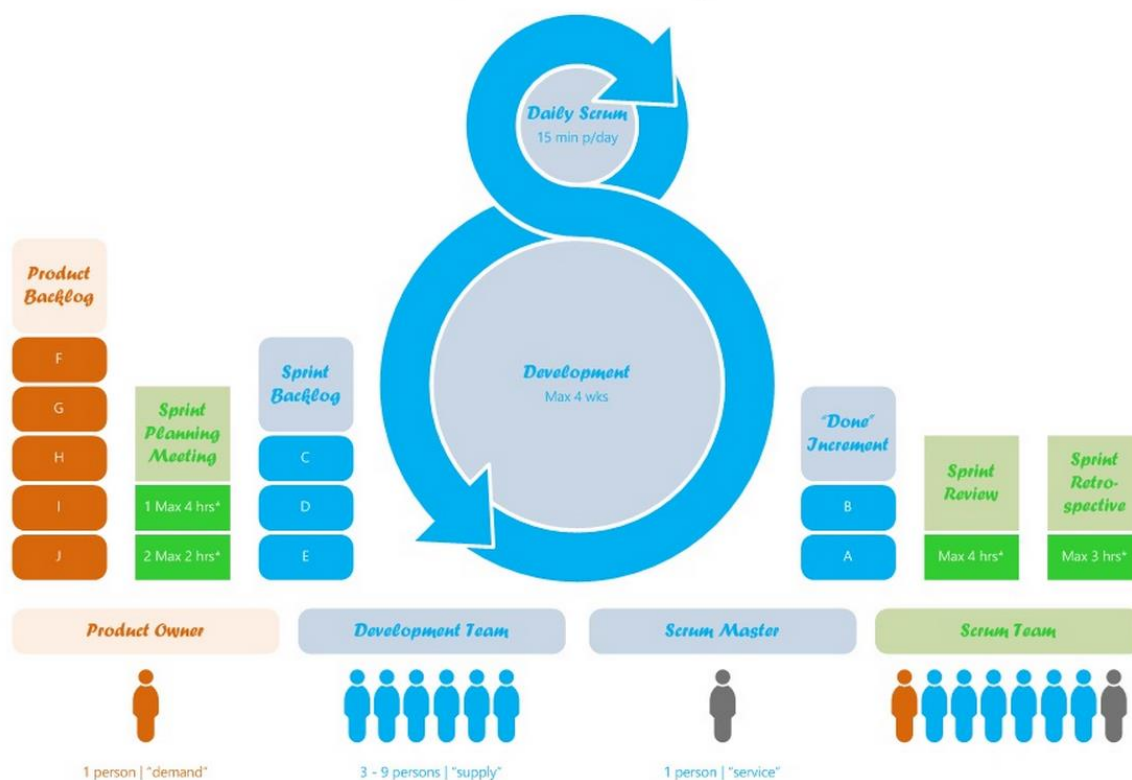 Daily Scrum
15 min p/day
Product
Backlog
F
G
H
I
J
Sprint
Planning
Meeting
1 Max 4 hrs*
2 Max 2 hrs*
Sprint
Backlog
C
D
E
Development
Max 4 wks
"Done"
Increment
B
A
Sprint
Review
Max 4 hrs*
Sprint
Retro-
spective
Max 3 hrs*
Product Owner
1 person | "demand"
Development Team
3 - 9 persons | "supply"
Scrum Master
1 person | "service"
Scrum Team